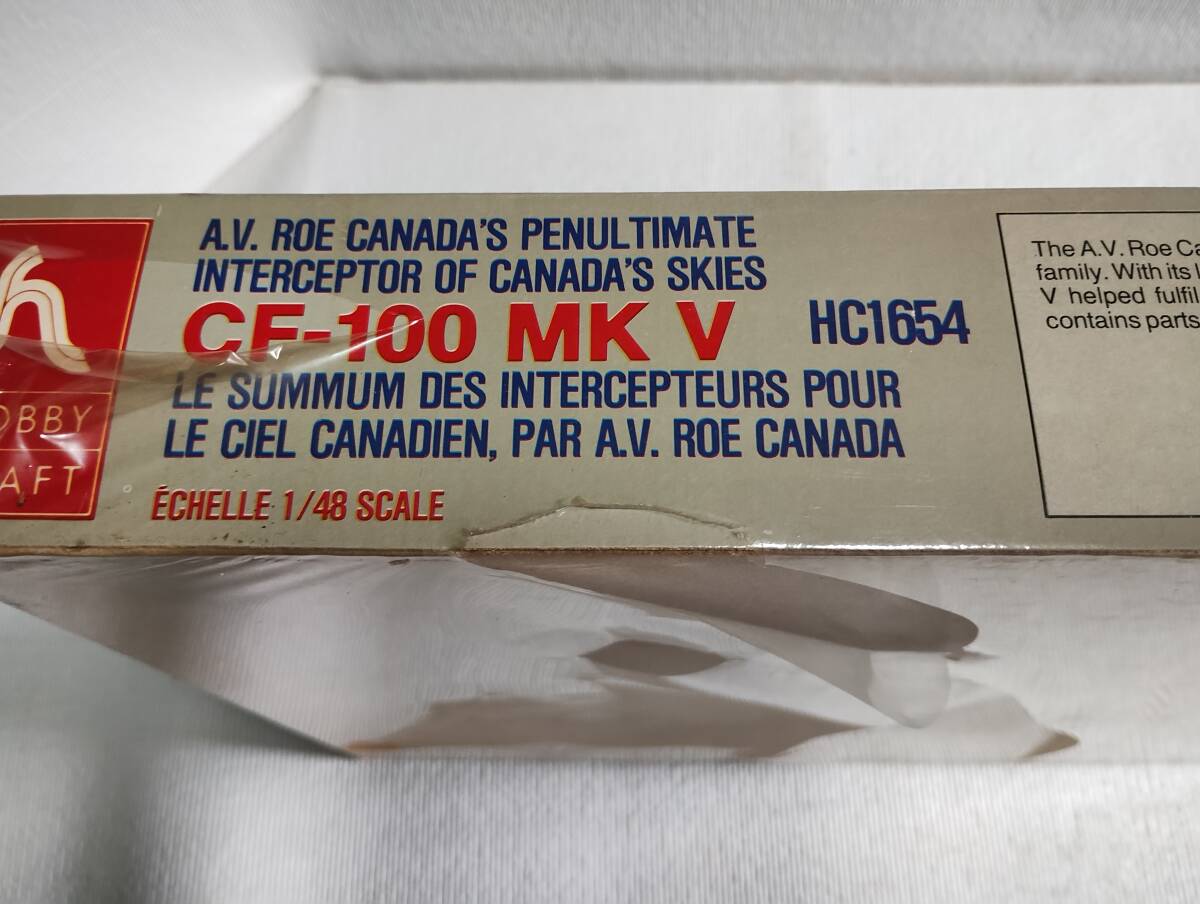 A.V. ROE CANADA'S PENULTIMATE
INTERCEPTOR OF CANADA'S SKIES
CF-100 MK V HC1654
LE SUMMUM DES INTERCEPTEURS POUR
LE CIEL CANADIEN, PAR A.V. ROE CANADA
ÉCHELLE 1/48 SCALE
OBBY
AFT
The A.V. Roe Ca
family. With its l
V helped fulfil
contains parts